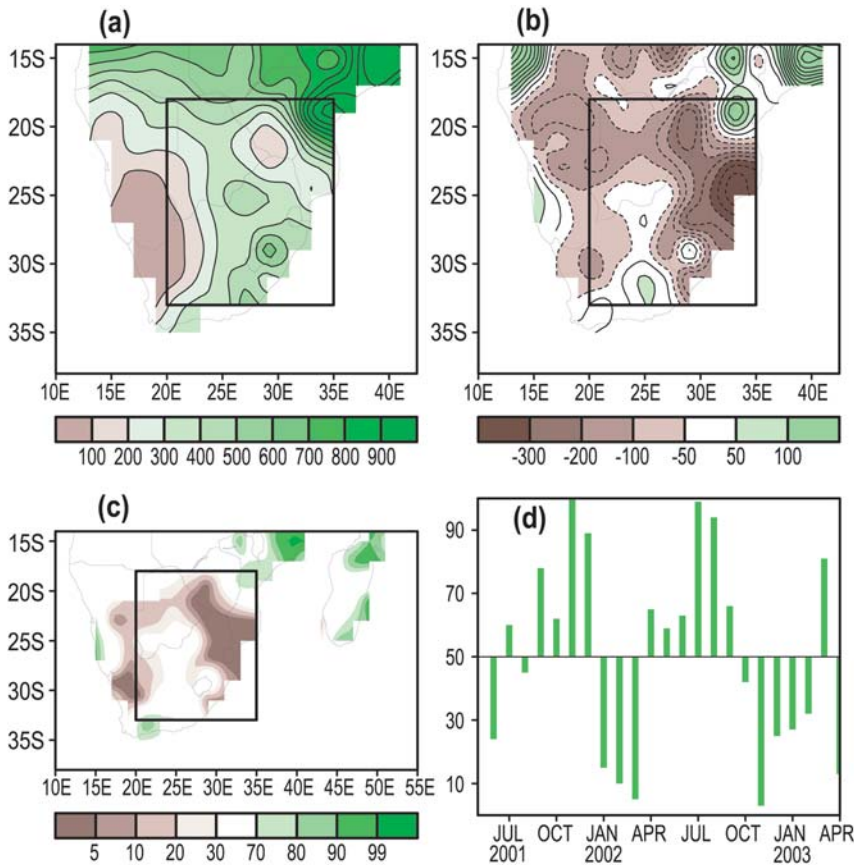 (a)
15S
20S
25S
30S
35S
10E 15E 20E 25E 30E 35E 40E
100 200 300 400 500 600 700 800 900
(b)
15S
20S
25S
30S
35S
10E 15E 20E 25E 30E 35E 40E
-300 -200 -100 -50 50 100
(c)
15S
20S
25S
30S
35S
10E 15E 20E 25E 30E 35E 40E 45E 50E 55E
5 10 20 30 70 80 90 99
(d)
90
70
50
30
10
JUL OCT JAN APR JUL OCT JAN APR
2001 2002 2003